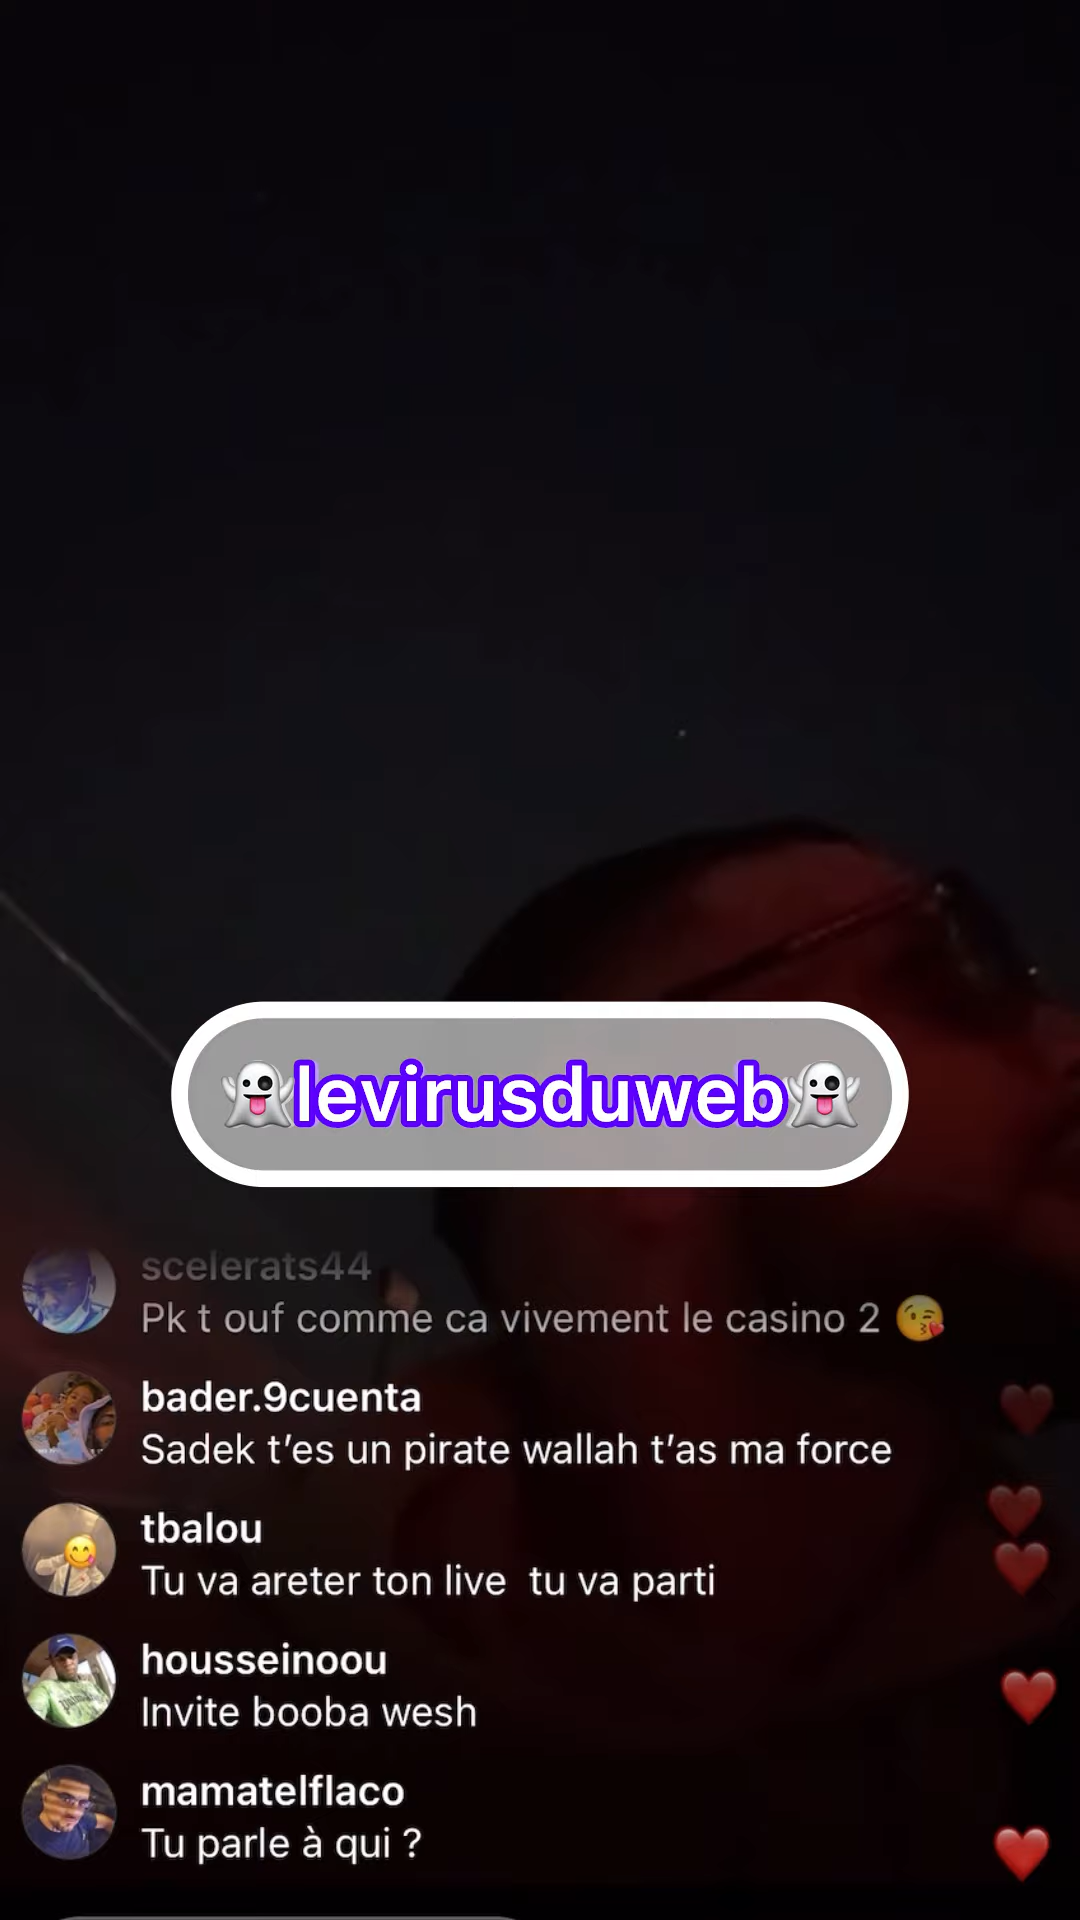 👻levirusduweb👻
scelerats44
Pk t ouf comme ca vivement le casino 2 😘
bader.9cuenta
Sadek t’es un pirate wallah t’as ma force
tbalou
Tu va areter ton live  tu va parti
housseinoou
Invite booba wesh
mamatelflaco
Tu parle à qui ?